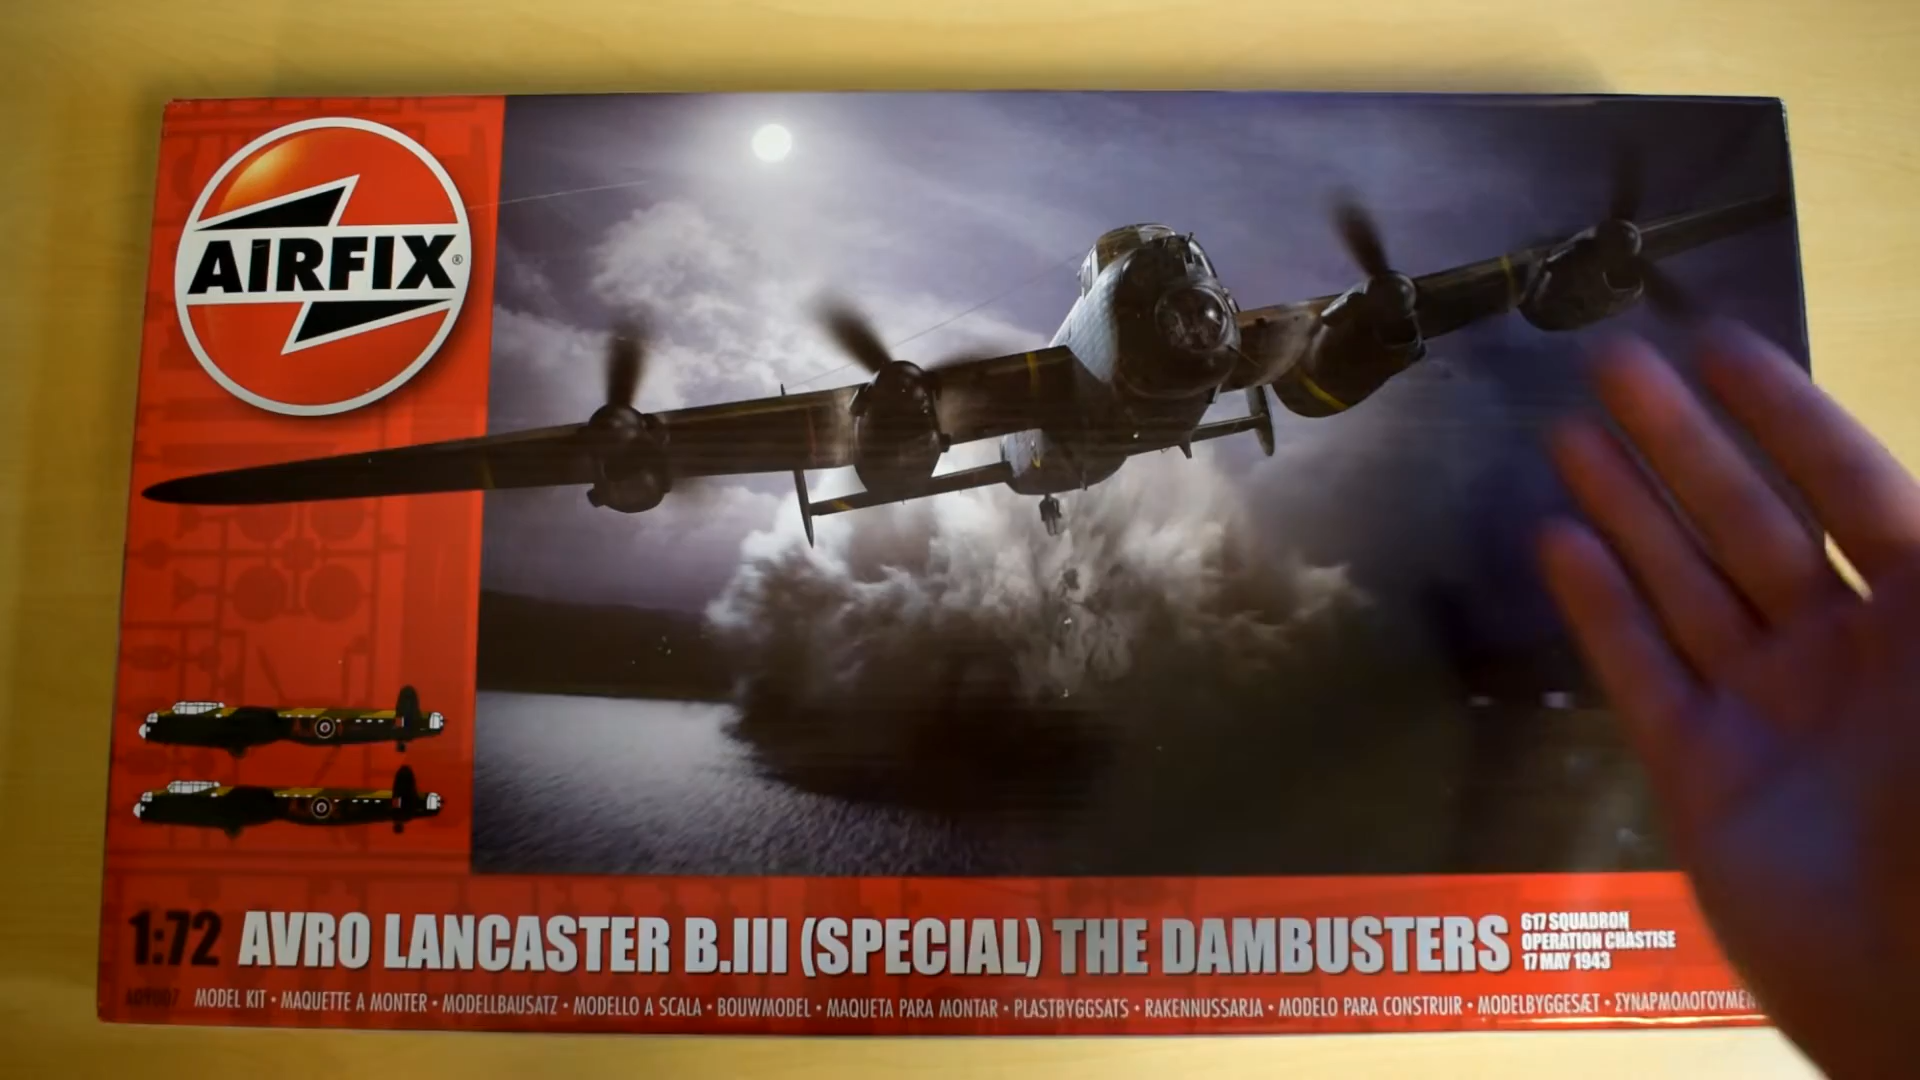 AIRFIX®
1:72 AVRO LANCASTER B.III (SPECIAL) THE DAMBUSTERS
617 SQUADRON
OPERATION CHASTISE
17 MAY 1943
A09007 MODEL KIT • MAQUETTE A MONTER • MODELLBAUSATZ • MODELLO A SCALA • BOUWMODEL • MAQUETA PARA MONTAR • PLASTBYGGSATS • RAKENNUSSARJA • MODELO PARA CONSTRUIR • MODELBYGGESÆT •